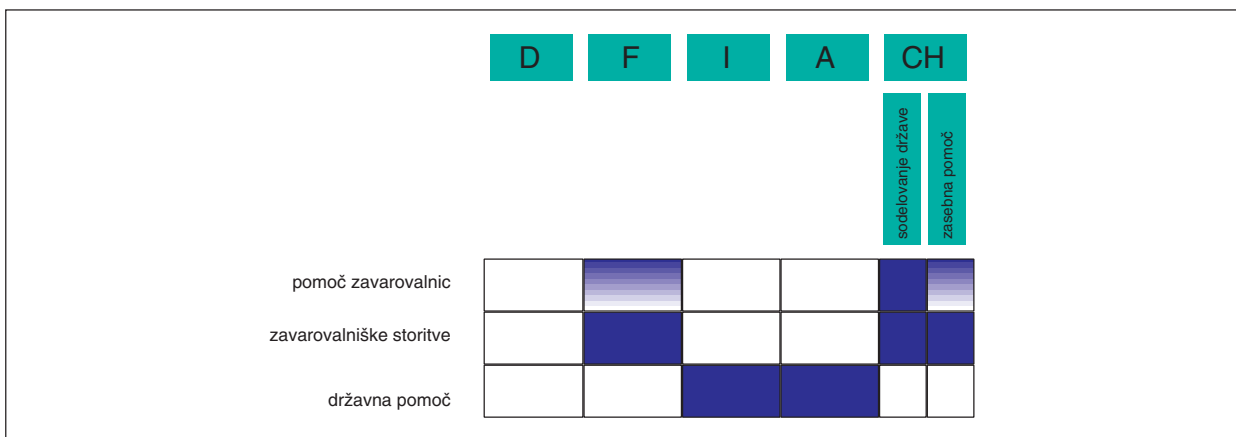 D F I A CH
sodelovanje države
zasebna pomoč
pomoč zavarovalnic
zavarovalniške storitve
državna pomoč